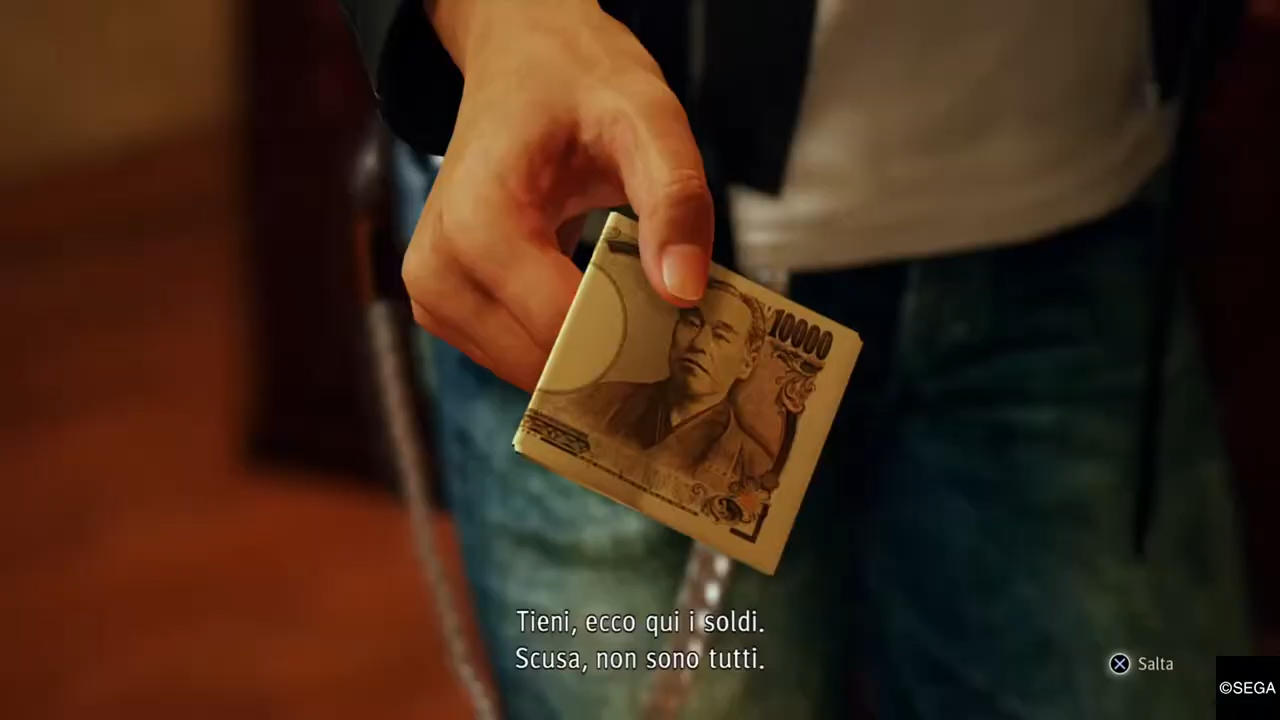 10000
Tieni, ecco qui i soldi.
Scusa, non sono tutti.
Salta
©SEGA